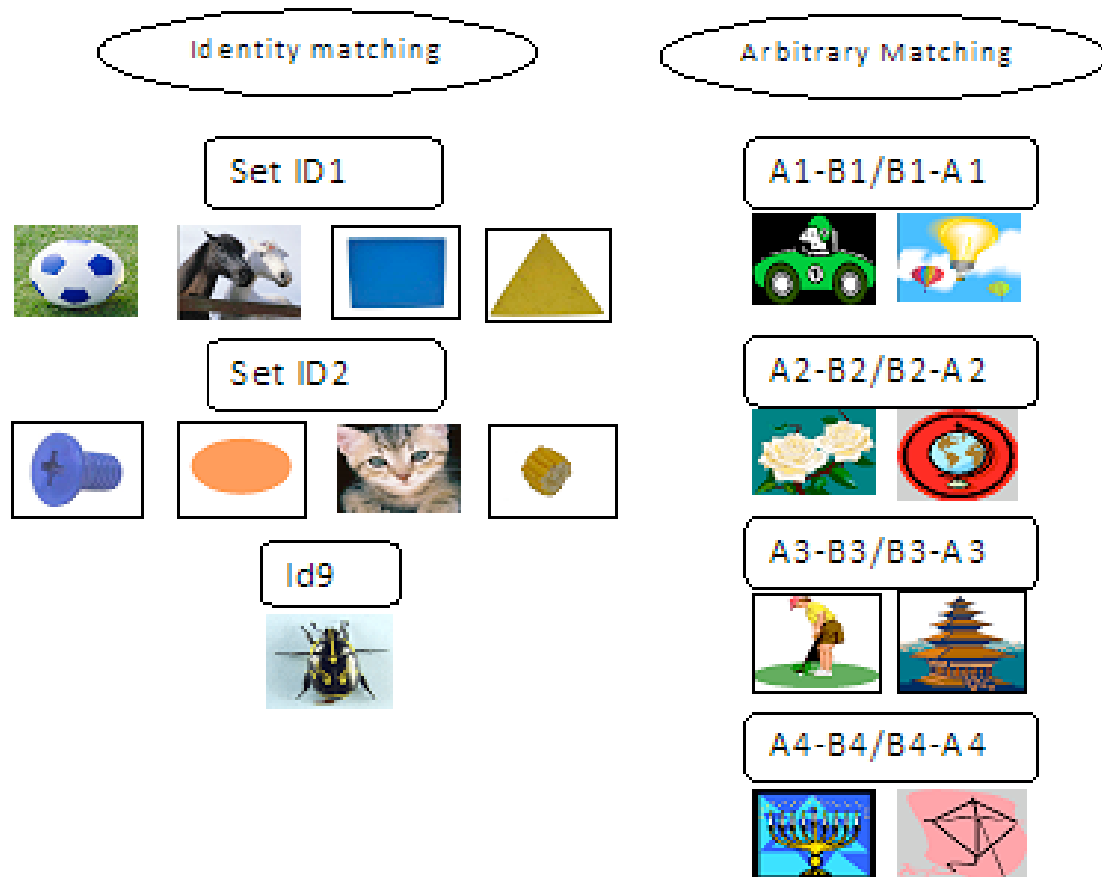 Identity matching
Arbitrary Matching
Set ID1
A1-B1/B1-A1
Set ID2
A2-B2/B2-A2
Id9
A3-B3/B3-A3
A4-B4/B4-A4